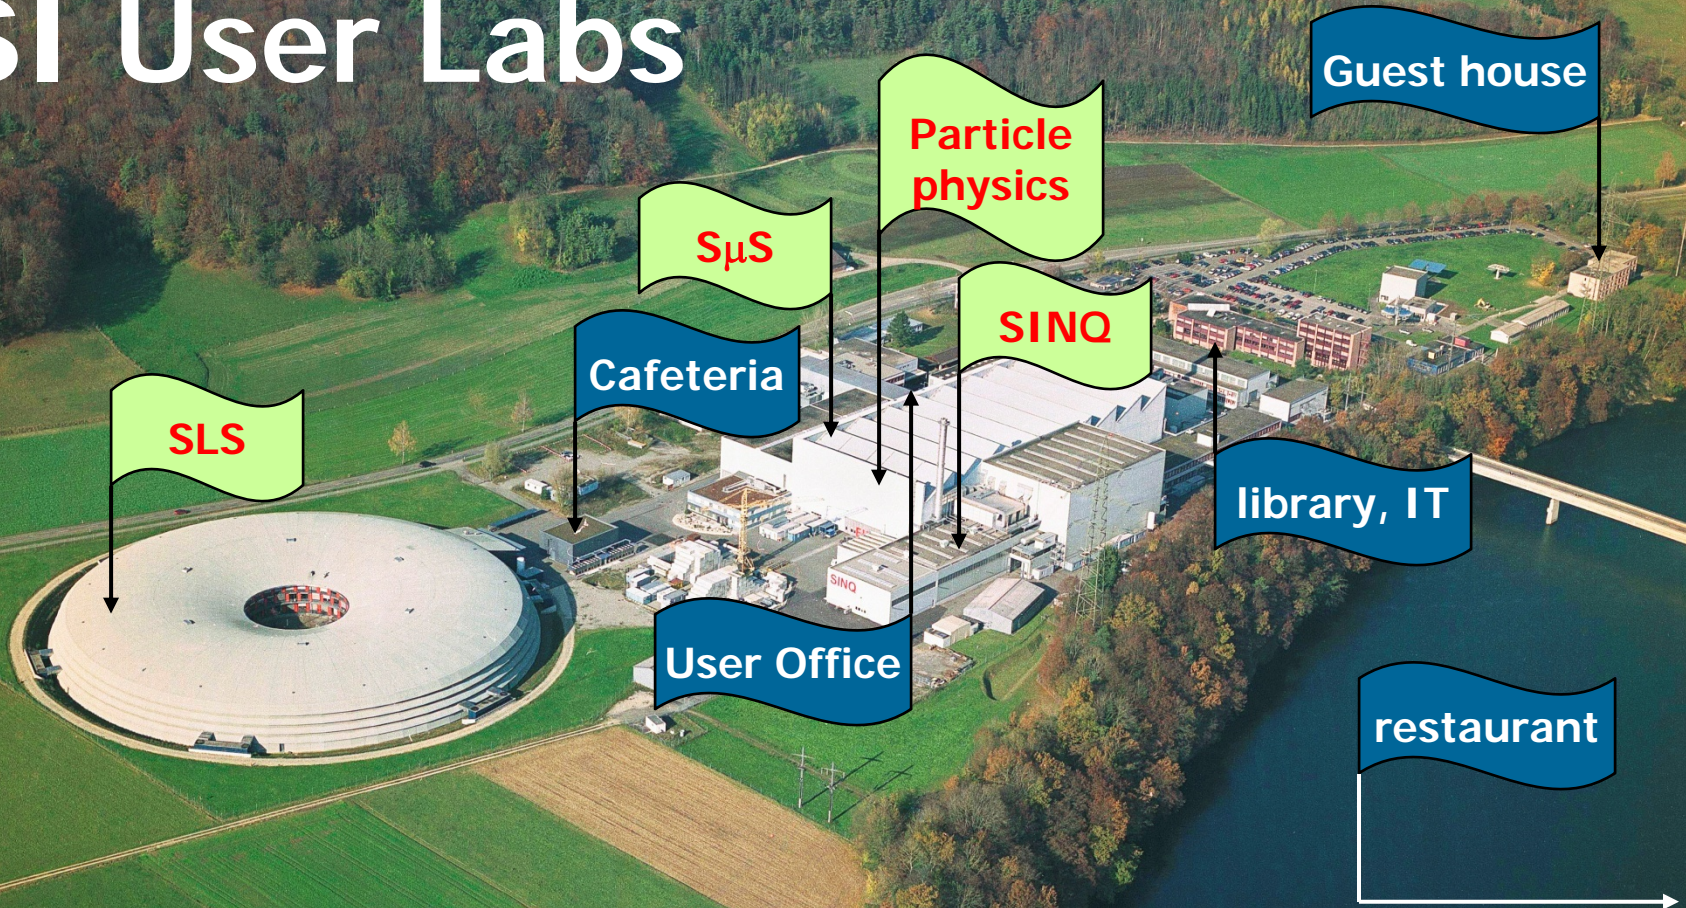 SI User Labs
Guest house
Particle
physics
SμS
SINQ
Cafeteria
SLS
library, IT
SINQ
User Office
restaurant